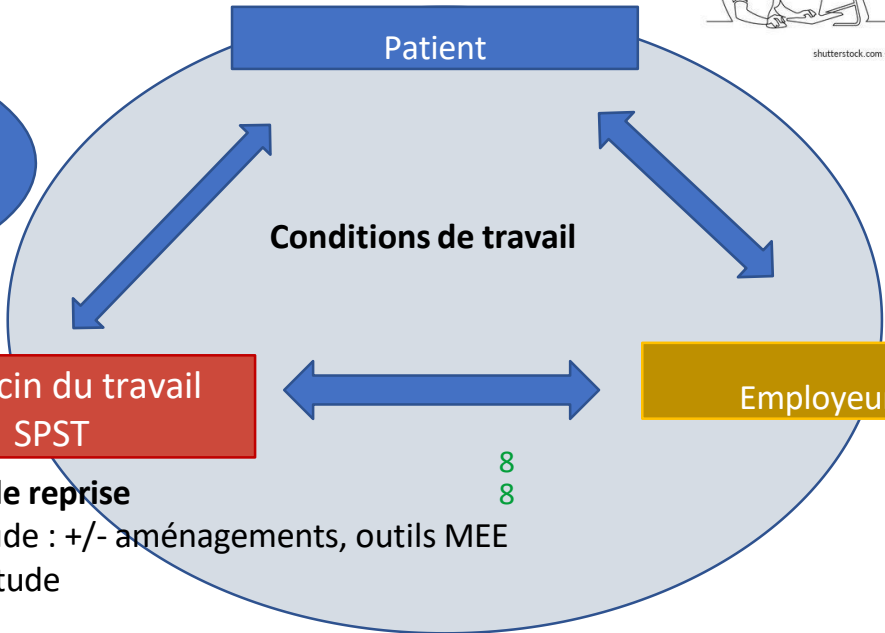 Patient
shutterstock.com
Conditions de travail
cin du travail
SPST
Employeu
8
8
de reprise
ude : +/- aménagements, outils MEE
tude